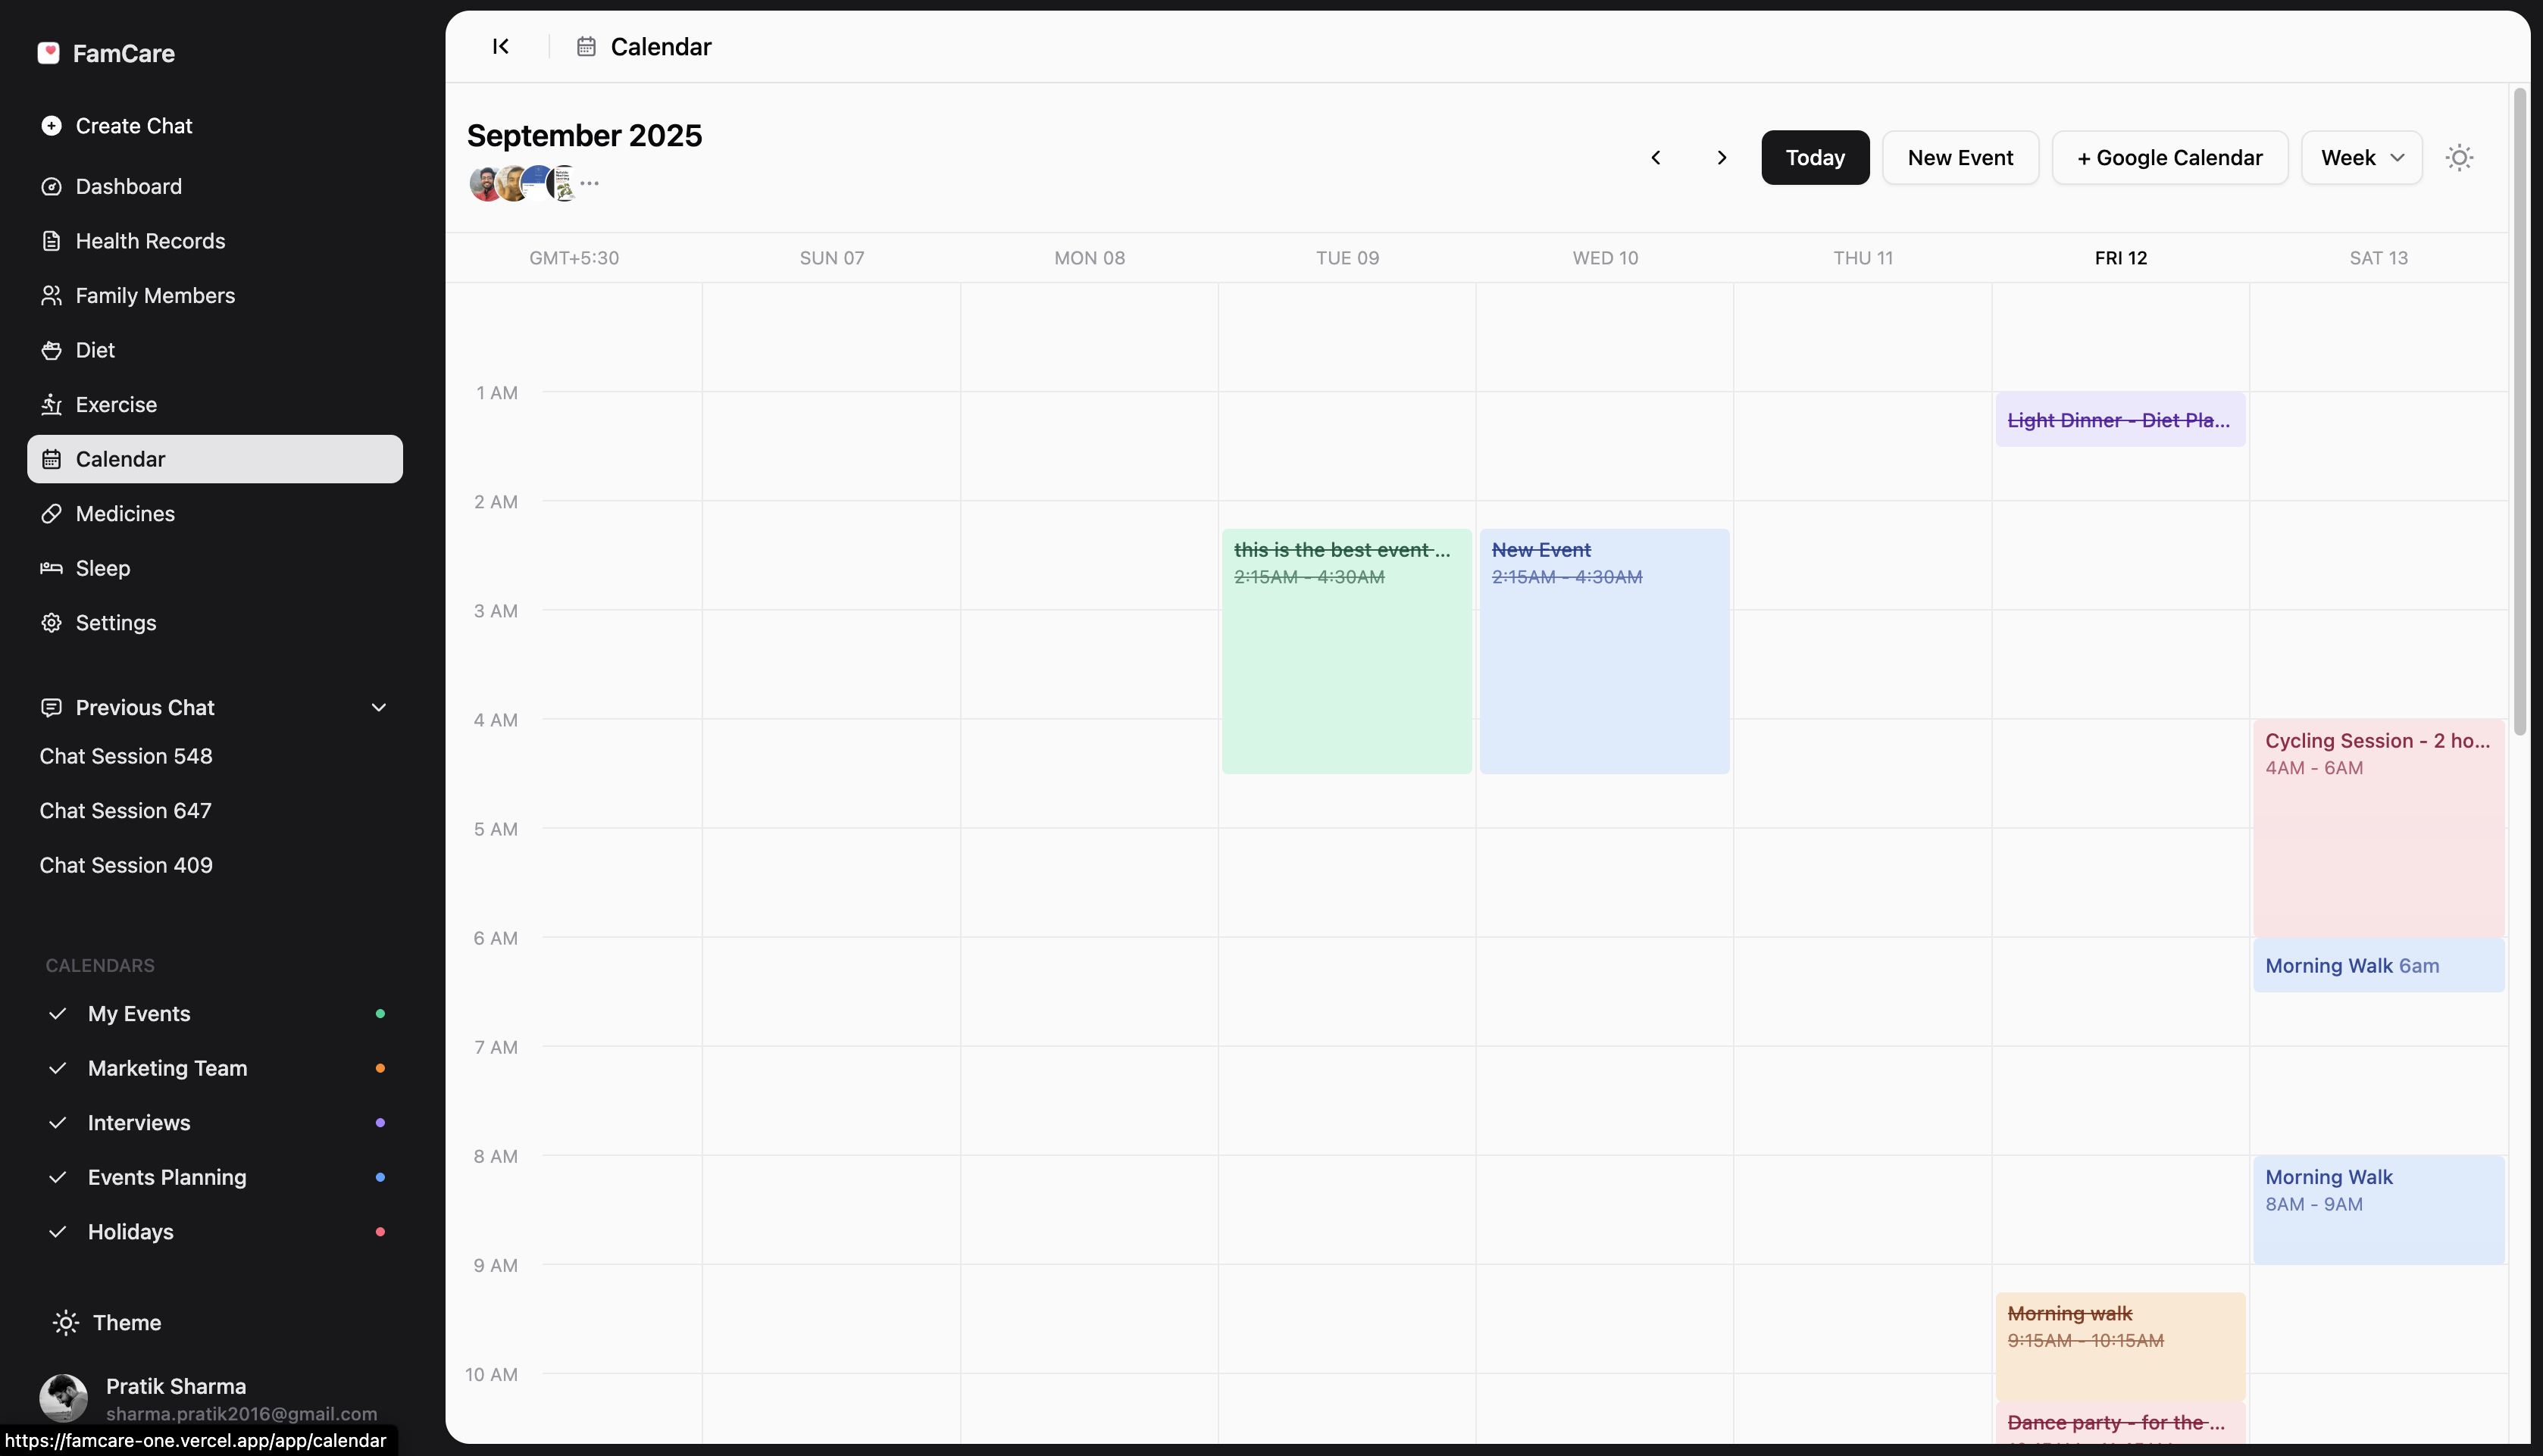 FamCare
Create Chat
Dashboard
Health Records
Family Members
Diet
Exercise
Calendar
Medicines
Sleep
Settings
Previous Chat
Chat Session 548
Chat Session 647
Chat Session 409
CALENDARS
My Events
Marketing Team
Interviews
Events Planning
Holidays
Theme
Pratik Sharma
sharma.pratik2016@gmail.com
https://famcare-one.vercel.app/app/calendar
Calendar
September 2025
Today
New Event
+ Google Calendar
Week
GMT+5:30
SUN 07
MON 08
TUE 09
WED 10
THU 11
FRI 12
SAT 13
1 AM
Light Dinner - Diet Pla...
2 AM
this is the best event ...
2:15AM - 4:30AM
New Event
2:15AM - 4:30AM
3 AM
4 AM
Cycling Session - 2 ho...
4AM - 6AM
5 AM
6 AM
Morning Walk 6am
7 AM
8 AM
Morning Walk
8AM - 9AM
9 AM
Morning walk
9:15AM - 10:15AM
10 AM
Dance party - for the ...